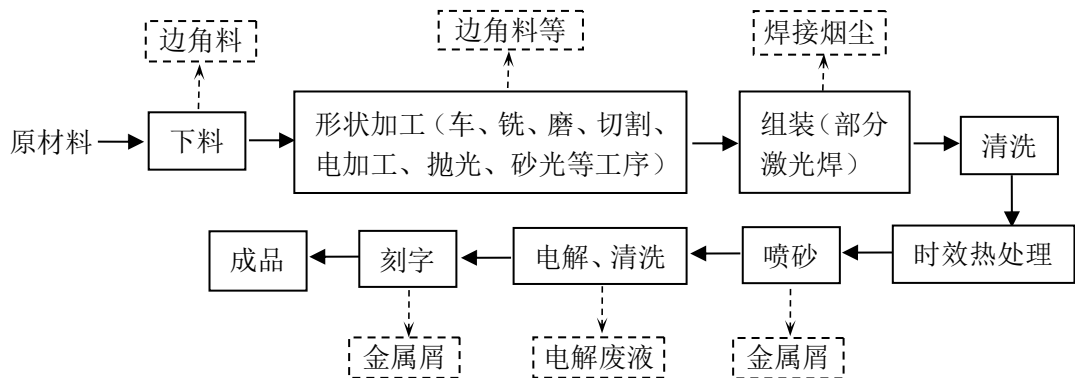 边角料
边角料等
焊接烟尘
原材料
下料
形状加工（车、铣、磨、切割、
电加工、抛光、砂光等工序）
组装（部分
激光焊）
清洗
成品
刻字
电解、清洗
喷砂
时效热处理
金属屑
电解废液
金属屑